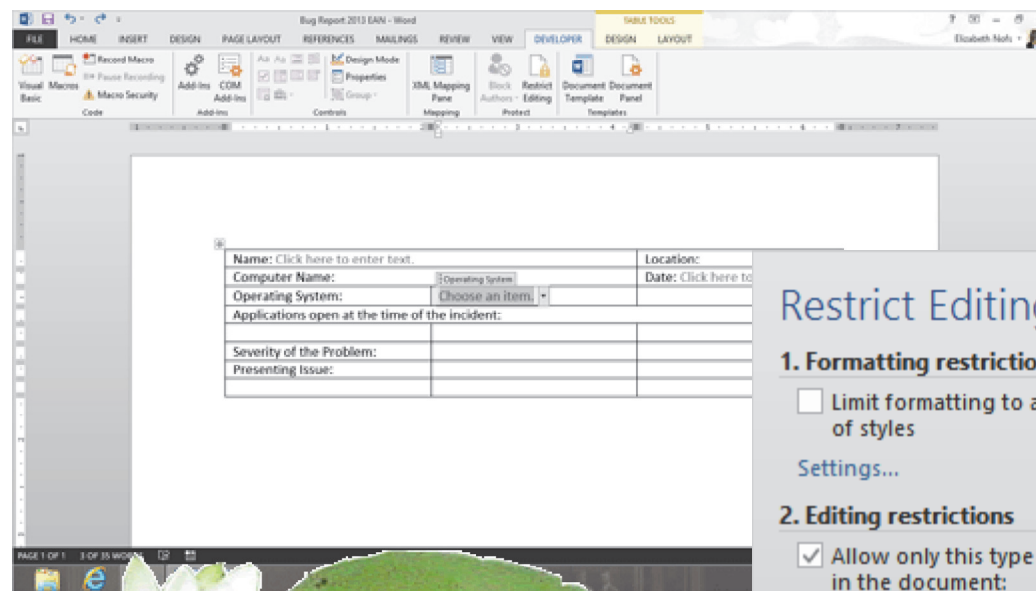 Bug Report 2013 EAN - Word
TABLE TOOLS
FILE HOME INSERT DESIGN PAGE LAYOUT REFERENCES MAILINGS REVIEW VIEW DEVELOPER DESIGN LAYOUT
Visual Basic
Macros
Record Macro
Pause Recording
Macro Security
Code
Add-Ins
COM Add-Ins
Add-Ins
Design Mode
Properties
Group
Controls
XML Mapping Pane
Mapping
Block Authors
Restrict Editing
Protect
Document Template
Document Panel
Templates
Name: Click here to enter text. Location:
Computer Name: Operating System Date: Click here to
Operating System: Choose an item.
Applications open at the time of the incident:
Severity of the Problem:
Presenting Issue:
Restrict Editing
1. Formatting restrictio
Limit formatting to a
of styles
Settings...
2. Editing restrictions
Allow only this type
in the document:
PAGE 1 OF 1 3 OF 35 WORDS